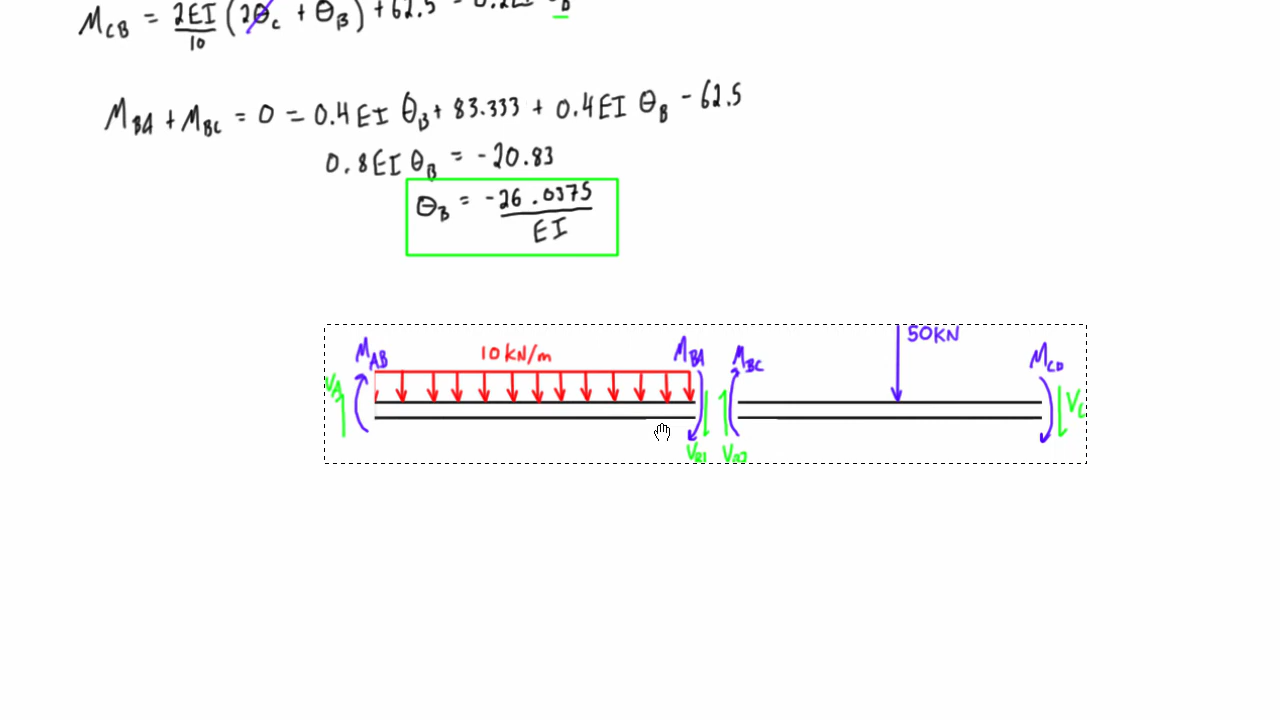 M_CB = 2EI/10 (2θ_C + θ_B) + 62.5
M_BA + M_BC = 0 = 0.4EI θ_B + 83.333 + 0.4EI θ_B - 62.5
0.8EI θ_B = -20.83
θ_B = -26.0375/EI
M_AB 10 kN/m M_BA M_BC 50KN M_CD
V_A
V_B1 V_B2